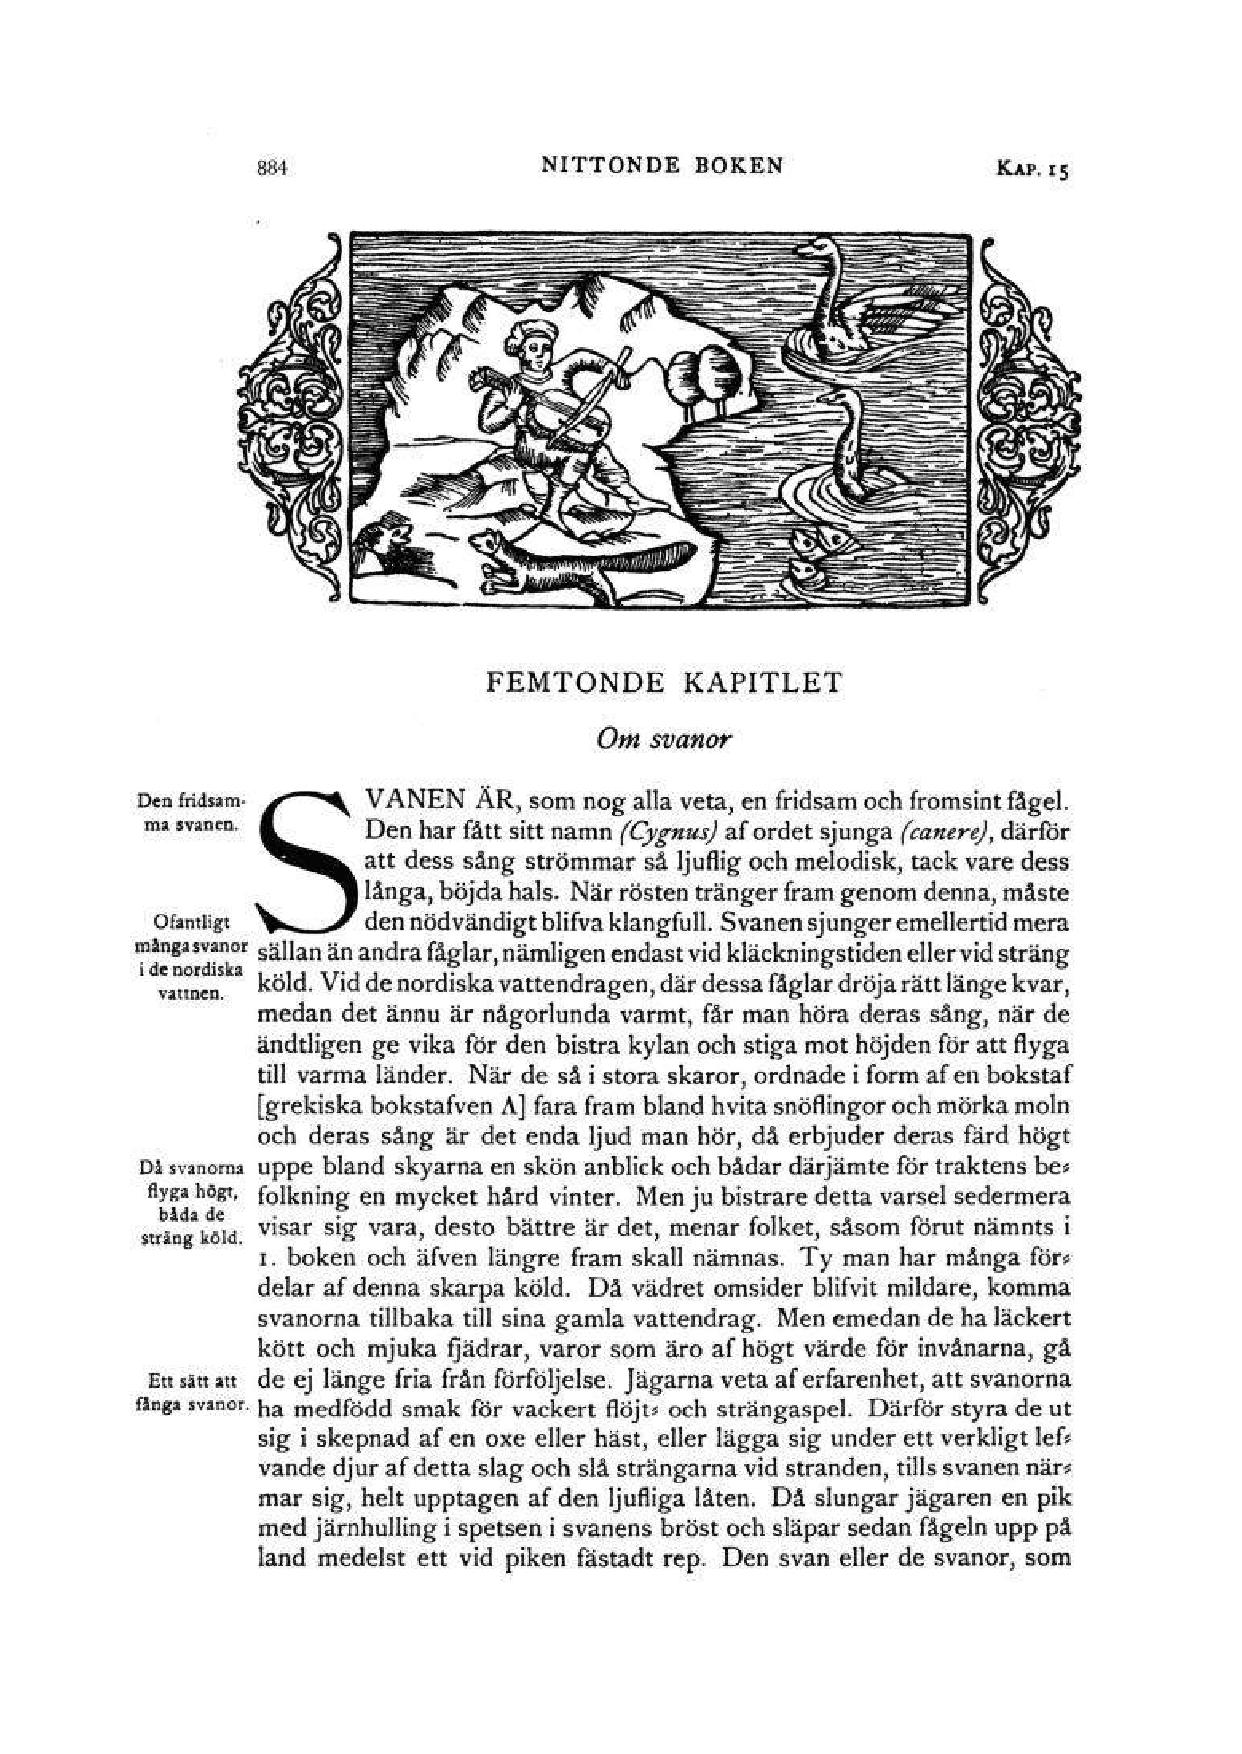 884 NITTONDE BOKEN KAP. 15
FEMTONDE KAPITLET
Om svanor
Den fridsam-
ma svanen.
Ofantligt
många svanor
i de nordiska
vattnen.
Då svanorna
flyga högt,
båda de
sträng köld.
Ett sätt att
fånga svanor.
SVANEN ÄR, som nog alla veta, en fridsam och fromsint fågel.
Den har fått sitt namn (Cygnus) af ordet sjunga (canere), därför
att dess sång strömmar så ljuflig och melodisk, tack vare dess
långa, böjda hals. När rösten tränger fram genom denna, måste
den nödvändigt blifva klangfull. Svanen sjunger emellertid mera
sällan än andra fåglar, nämligen endast vid kläckningstiden eller vid sträng
köld. Vid de nordiska vattendragen, där dessa fåglar dröja rätt länge kvar,
medan det ännu är någorlunda varmt, får man höra deras sång, när de
ändtligen ge vika för den bistra kylan och stiga mot höjden för att flyga
till varma länder. När de så i stora skaror, ordnade i form af en bokstaf
[grekiska bokstafven Λ] fara fram bland hvita snöflingor och mörka moln
och deras sång är det enda ljud man hör, då erbjuder deras färd högt
uppe bland skyarna en skön anblick och bådar därjämte för traktens be-
folkning en mycket hård vinter. Men ju bistrare detta varsel sedermera
visar sig vara, desto bättre är det, menar folket, såsom förut nämnts i
1. boken och äfven längre fram skall nämnas. Ty man har många för-
delar af denna skarpa köld. Då vädret omsider blifvit mildare, komma
svanorna tillbaka till sina gamla vattendrag. Men emedan de ha läckert
kött och mjuka fjädrar, varor som äro af högt värde för invånarna, gå
de ej länge fria från förföljelse. Jägarna veta af erfarenhet, att svanorna
ha medfödd smak för vackert flöjt- och strängaspel. Därför styra de ut
sig i skepnad af en oxe eller häst, eller lägga sig under ett verkligt lef-
vande djur af detta slag och slå strängarna vid stranden, tills svanen när-
mar sig, helt upptagen af den ljufliga låten. Då slungar jägaren en pik
med järnhulling i spetsen i svanens bröst och släpar sedan fågeln upp på
land medelst ett vid piken fästadt rep. Den svan eller de svanor, som